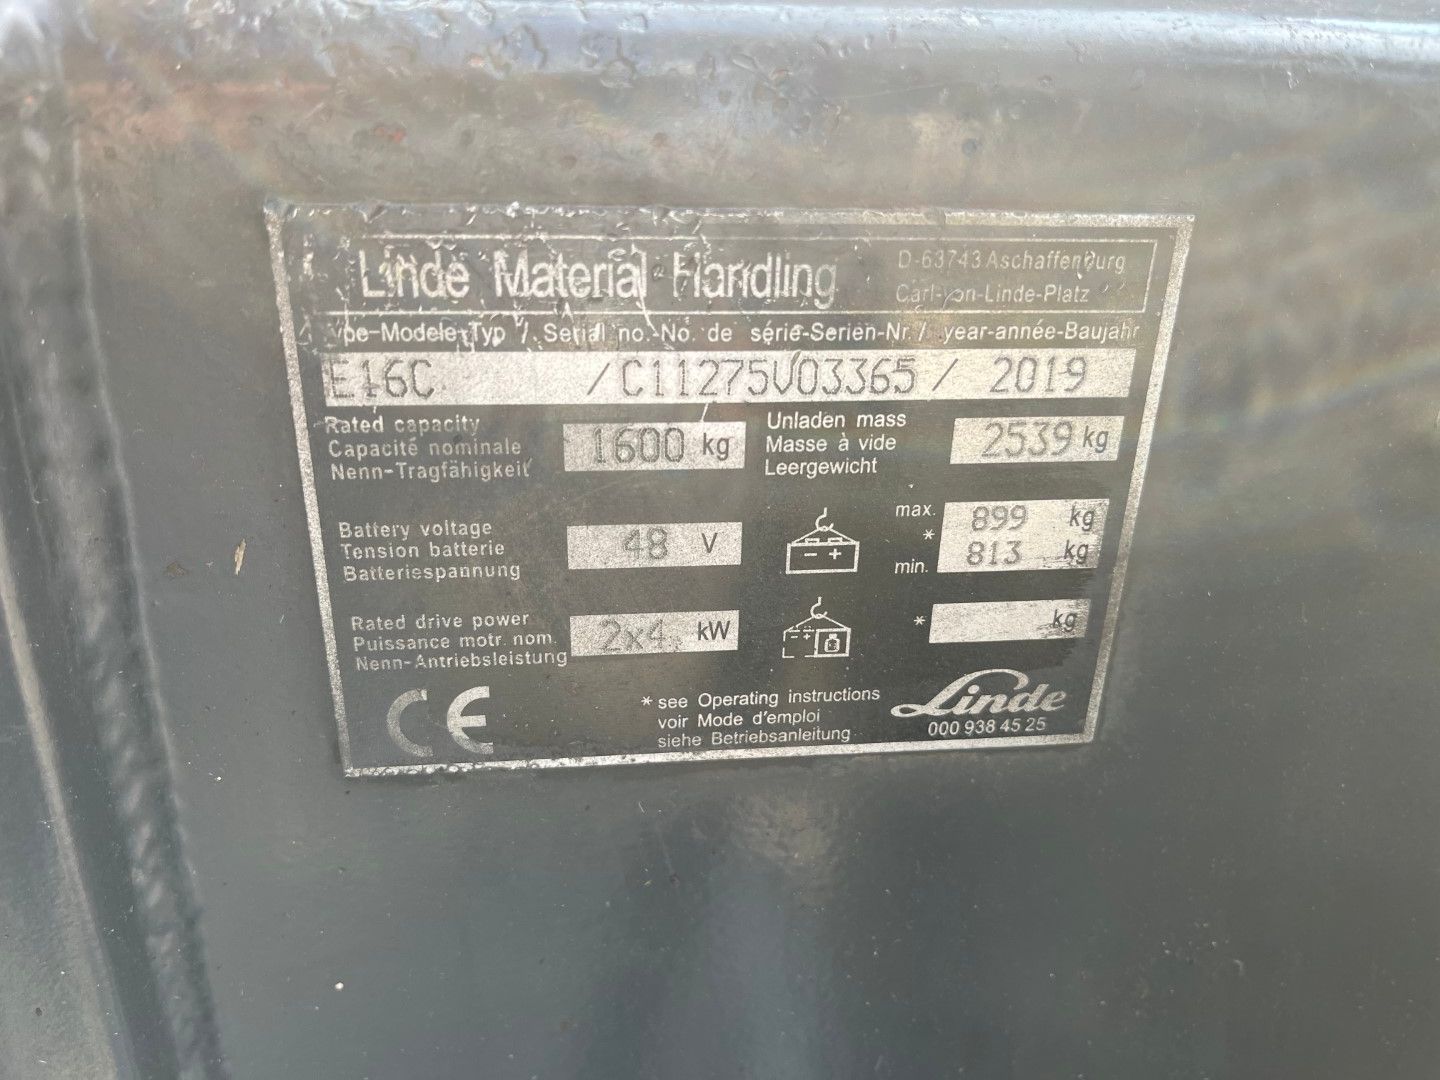 Linde Material Handling
D-63743 Aschaffenburg
Carl-von-Linde-Platz
Type-Modele-Typ / Serial no.-No. de série-Serien-Nr. / year-année-Baujahr
E16C / C11275V03365 / 2019
Rated capacity
Capacité nominale
Nenn-Tragfähigkeit
1600 kg
Unladen mass
Masse à vide
Leergewicht
2539 kg
Battery voltage
Tension batterie
Batteriespannung
48 V
max. 899 kg
*
min. 813 kg
Rated drive power
Puissance motr. nom.
Nenn-Antriebsleistung
2x4. kW
* kg
CE
* see Operating instructions
voir Mode d'emploi
siehe Betriebsanleitung
Linde
000 938 45 25